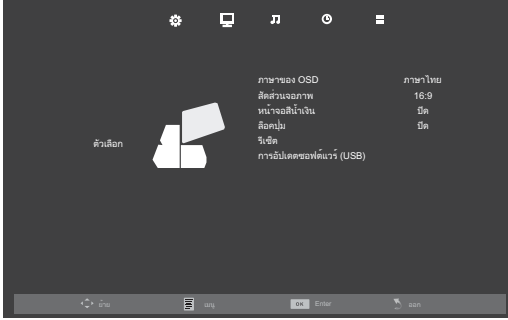 ภาษาของ OSD ภาษาไทย
สัดส่วนจอภาพ 16:9
หน้าจอสีน้ำเงิน ปิด
ล็อคปุ่ม ปิด
ตัวเลือก
รีเซ็ต
การอัปเดตซอฟต์แวร์ (USB)
ย้าย เมนู OK Enter ออก